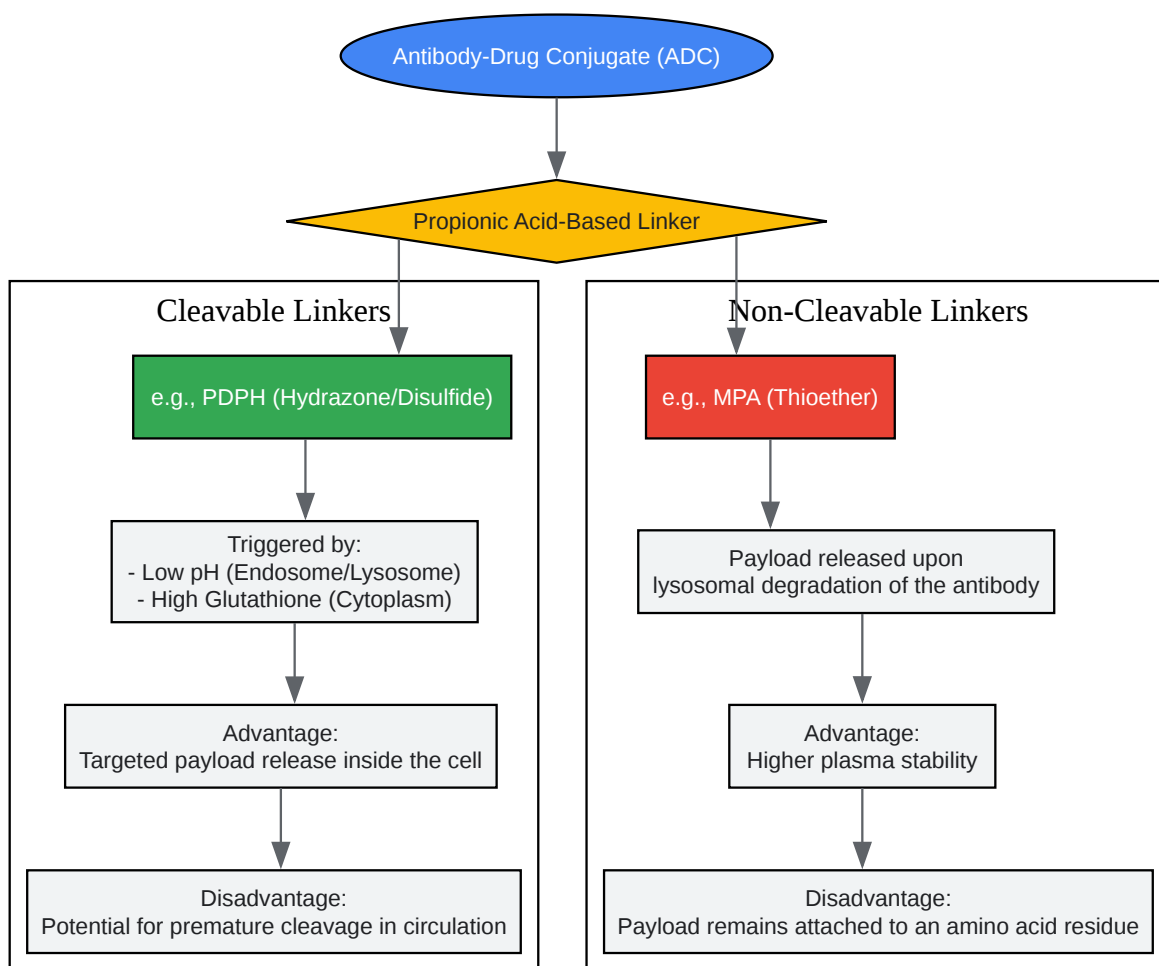 Antibody-Drug Conjugate (ADC)
Propionic Acid-Based Linker
Cleavable Linkers
e.g., PDPH (Hydrazone/Disulfide)
Triggered by:
- Low pH (Endosome/Lysosome)
- High Glutathione (Cytoplasm)
Advantage:
Targeted payload release inside the cell
Disadvantage:
Potential for premature cleavage in circulation
Non-Cleavable Linkers
e.g., MPA (Thioether)
Payload released upon
lysosomal degradation of the antibody
Advantage:
Higher plasma stability
Disadvantage:
Payload remains attached to an amino acid residue